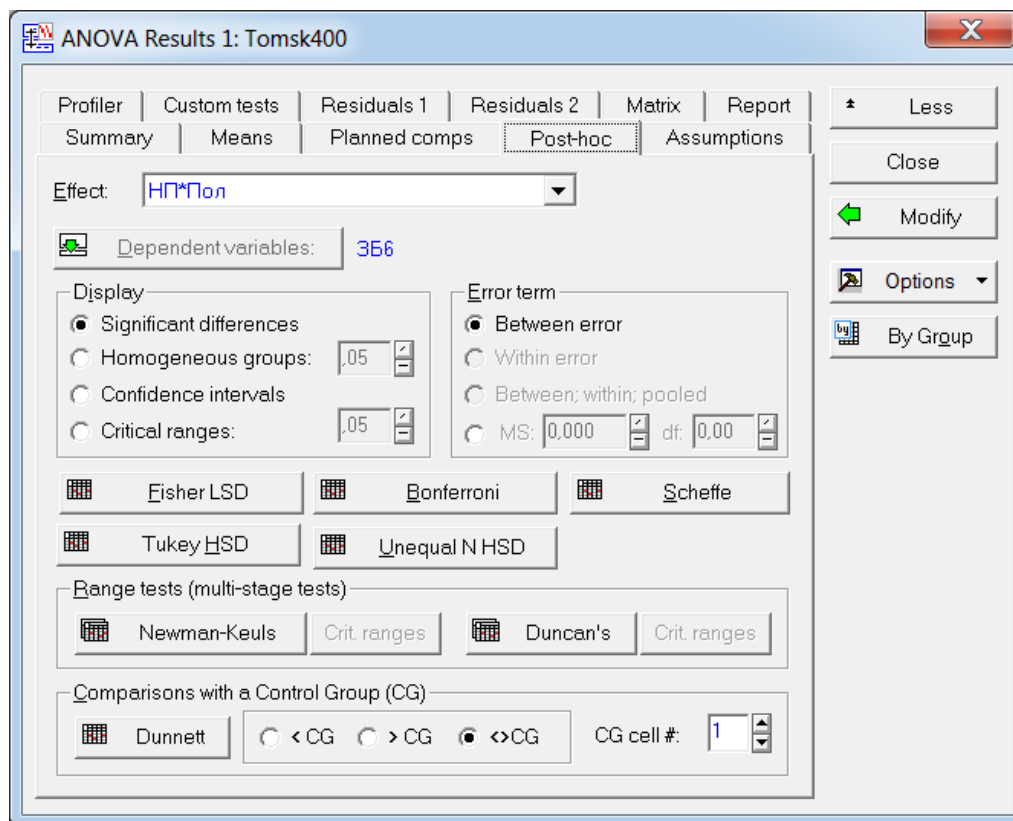 ANOVA Results 1: Tomsk400
Profiler Custom tests Residuals 1 Residuals 2 Matrix Report
Summary Means Planned comps Post-hoc Assumptions
Less
Close
Modify
Options
By Group
Effect: НП*Пол
Dependent variables: ЗБ6
Display
Significant differences
Homogeneous groups: ,05
Confidence intervals
Critical ranges: ,05
Error term
Between error
Within error
Between; within; pooled
MS: 0,000 df: 0,00
Fisher LSD Bonferroni Scheffe
Tukey HSD Unequal N HSD
Range tests (multi-stage tests)
Newman-Keuls Crit. ranges Duncan's Crit. ranges
Comparisons with a Control Group (CG)
Dunnett < CG > CG <>CG CG cell #: 1